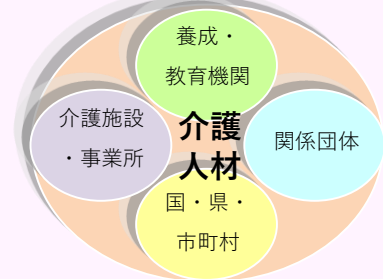 養成・
教育機関
介護施設
・事業所
介護
人材
関係団体
国・県・
市町村